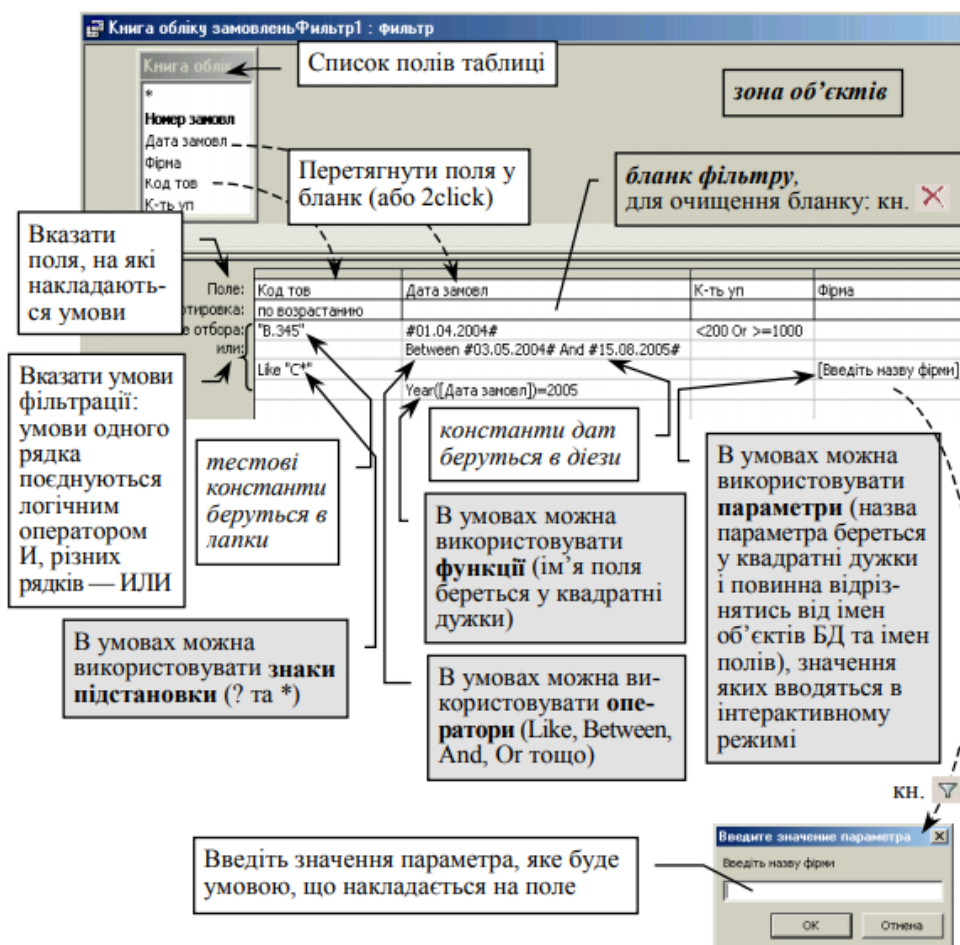 Книга обліку замовленьФильтр1 : фильтр
Книга облік
Список полів таблиці
зона об’єктів
*
Номер замовл
Дата замовл
Фірма
Код тов
К-ть уп
Перетягнути поля у
бланк (або 2click)
бланк фільтру,
для очищення бланку: кн.
Вказати
поля, на які
накладають-
ся умови
Поле:
Код тов
Дата замовл
К-ть уп
Фірма
тировка:
по возрастанию
е отбора:
"В.345"
#01.04.2004#
<200 Or >=1000
или:
Between #03.05.2004# And #15.08.2005#
Like "С*"
[Введіть назву фірми]
Year([Дата замовл])=2005
Вказати умови
фільтрації:
умови одного
рядка
поєднуються
логічним
оператором
И, різних
рядків — ИЛИ
тестові
константи
беруться в
лапки
константи дат
беруться в діези
В умовах можна
використовувати
функції (ім’я поля
береться у квадратні
дужки)
В умовах можна
використовувати
параметри (назва
параметра береться
у квадратні дужки
і повинна відріз-
нятись від імен
об’єктів БД та імен
полів), значення
яких вводяться в
інтерактивному
режимі
В умовах можна
використовувати знаки
підстановки (? та *)
В умовах можна ви-
користовувати опе-
ратори (Like, Between,
And, Or тощо)
кн.
Введите значение параметра
Введіть назву фірми
OK
Отмена
Введіть значення параметра, яке буде
умовою, що накладається на поле